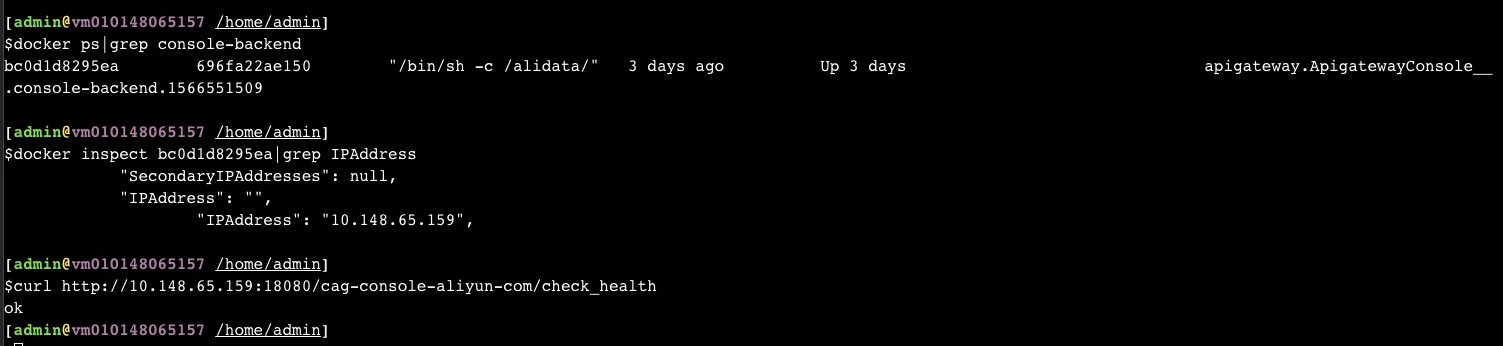 [admin@vm010148065157 /home/admin]
$docker ps|grep console-backend
bc0d1d8295ea        696fa22ae150        "/bin/sh -c /alidata/"   3 days ago          Up 3 days                               apigateway.ApigatewayConsole__
.console-backend.1566551509
[admin@vm010148065157 /home/admin]
$docker inspect bc0d1d8295ea|grep IPAddress
            "SecondaryIPAddresses": null,
            "IPAddress": "",
                    "IPAddress": "10.148.65.159",
[admin@vm010148065157 /home/admin]
$curl http://10.148.65.159:18080/cag-console-aliyun-com/check_health
ok
[admin@vm010148065157 /home/admin]